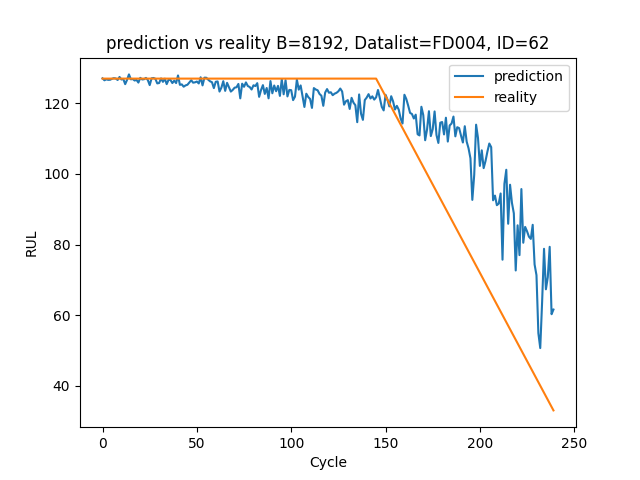 prediction vs reality B=8192, Datalist=FD004, ID=62
prediction
reality
RUL
120
100
80
60
40
0
50
100
150
200
250
Cycle